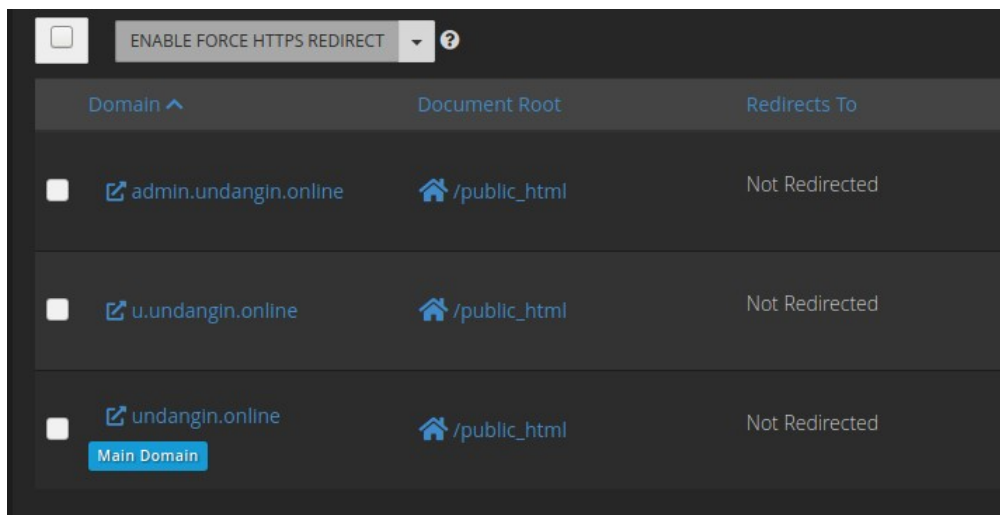 ENABLE FORCE HTTPS REDIRECT
Domain Document Root Redirects To
admin.undangin.online /public_html Not Redirected
u.undangin.online /public_html Not Redirected
undangin.online /public_html Not Redirected
Main Domain